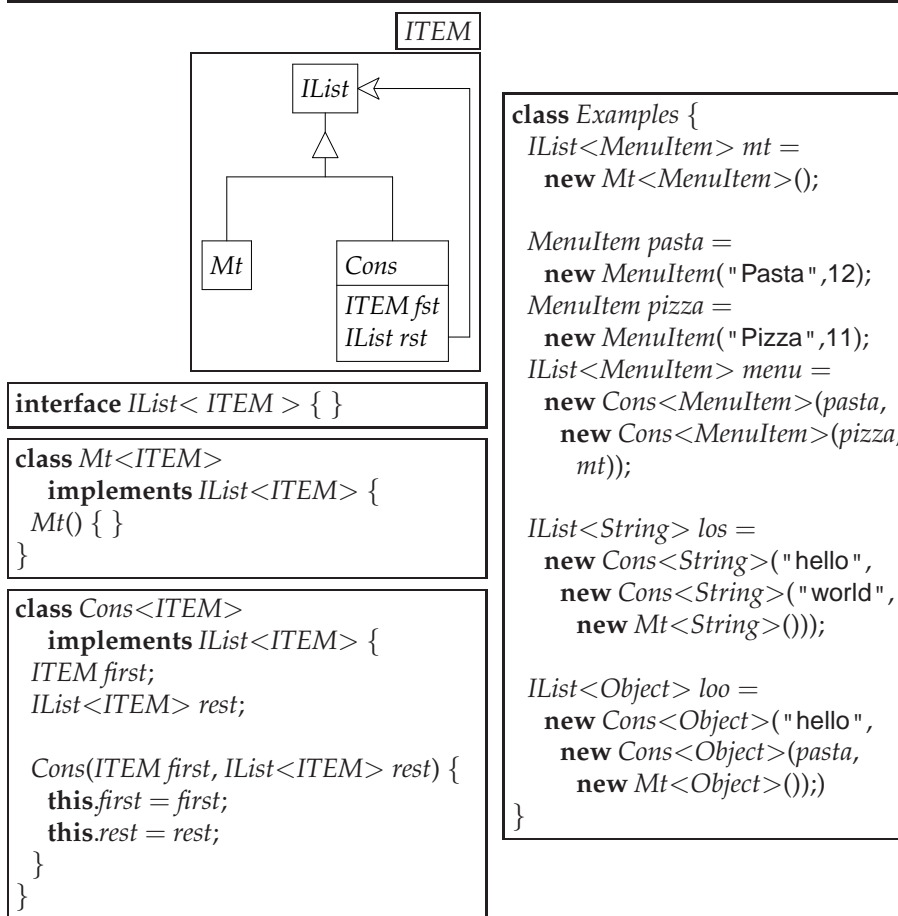 ITEM
IList
Mt
Cons
ITEM fst
IList rst
interface IList< ITEM > { }
class Mt<ITEM>
implements IList<ITEM> {
Mt() { }
}
class Cons<ITEM>
implements IList<ITEM> {
ITEM first;
IList<ITEM> rest;
Cons(ITEM first, IList<ITEM> rest) {
this.first = first;
this.rest = rest;
}
}
class Examples {
IList<MenuItem> mt =
new Mt<MenuItem>();
MenuItem pasta =
new MenuItem("Pasta",12);
MenuItem pizza =
new MenuItem("Pizza",11);
IList<MenuItem> menu =
new Cons<MenuItem>(pasta,
new Cons<MenuItem>(pizza,
mt));
IList<String> los =
new Cons<String>("hello",
new Cons<String>("world",
new Mt<String>()));
IList<Object> loo =
new Cons<Object>("hello",
new Cons<Object>(pasta,
new Mt<Object>());)
}